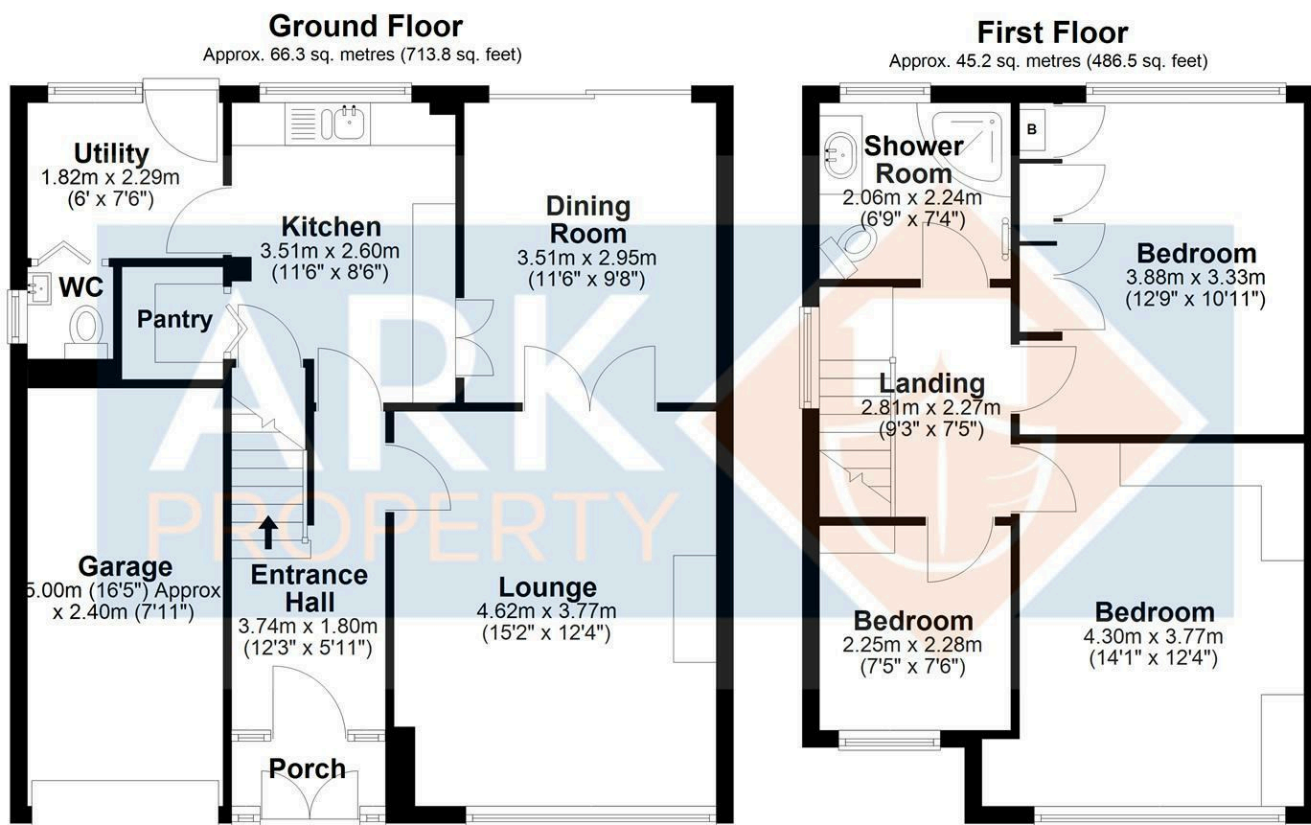 Ground Floor
Approx. 66.3 sq. metres (713.8 sq. feet)
Utility
1.82m x 2.29m
(6' x 7'6")
Kitchen
3.51m x 2.60m
(11'6" x 8'6")
Dining
Room
3.51m x 2.95m
(11'6" x 9'8")
WC
Pantry
Garage
5.00m (16'5") Approx
x 2.40m (7'11")
Entrance
Hall
3.74m x 1.80m
(12'3" x 5'11")
Lounge
4.62m x 3.77m
(15'2" x 12'4")
Porch
First Floor
Approx. 45.2 sq. metres (486.5 sq. feet)
Shower
Room
2.06m x 2.24m
(6'9" x 7'4")
B
Bedroom
3.88m x 3.33m
(12'9" x 10'11")
Landing
2.81m x 2.27m
(9'3" x 7'5")
Bedroom
2.25m x 2.28m
(7'5" x 7'6")
Bedroom
4.30m x 3.77m
(14'1" x 12'4")
ARK
PROPERTY